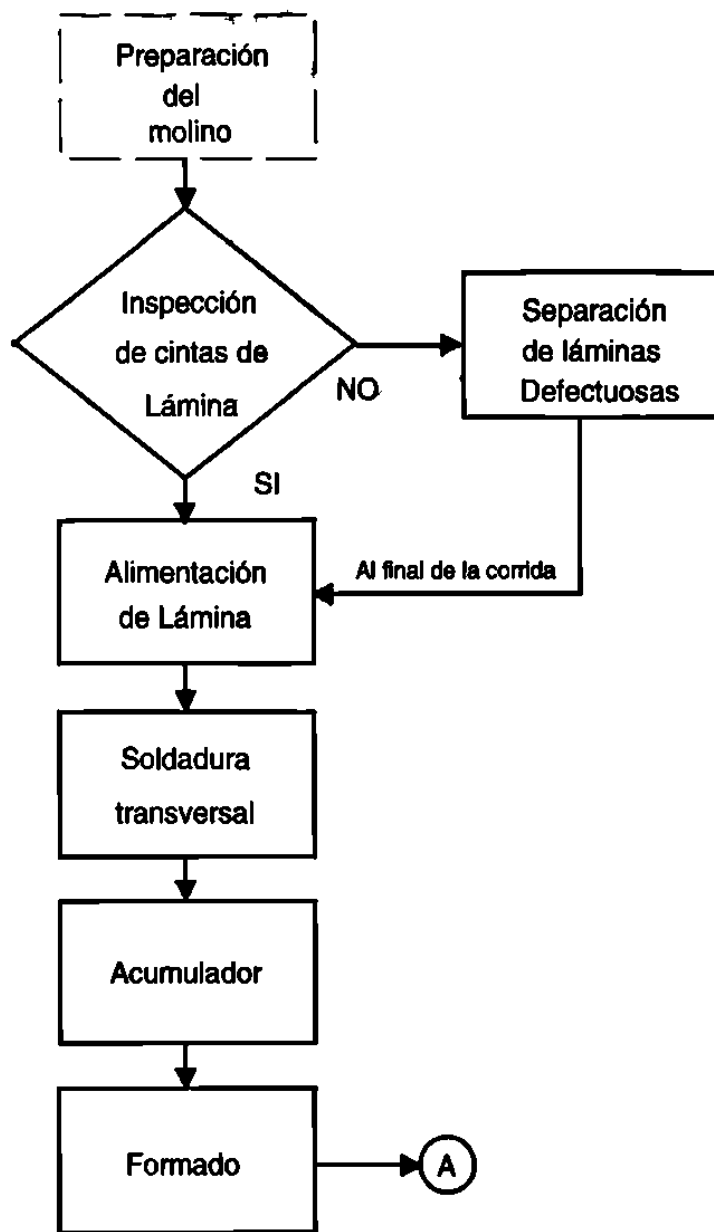 Preparación
del
molino
Inspección
de cintas de
Lámina
NO
Separación
de láminas
Defectuosas
SI
Al final de la corrida
Alimentación
de Lámina
Soldadura
transversal
Acumulador
Formado
A